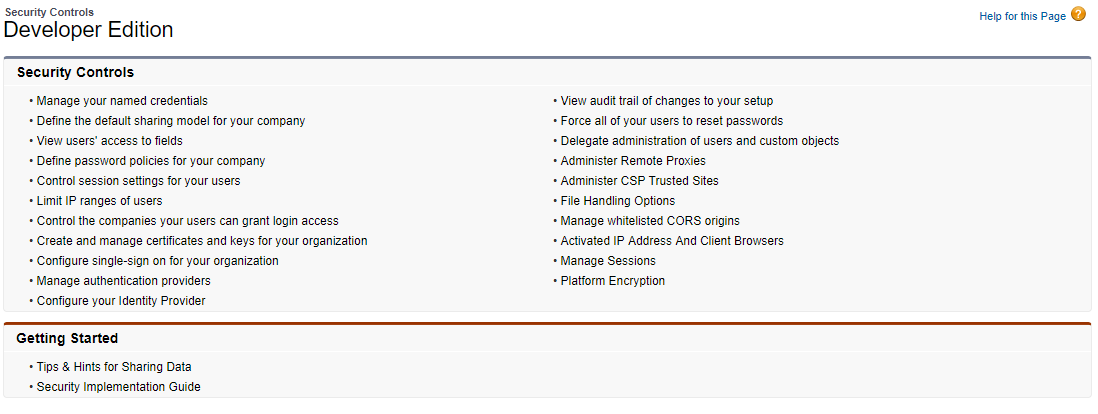 Security Controls
Developer Edition
Help for this Page ?
Security Controls
• Manage your named credentials
• Define the default sharing model for your company
• View users' access to fields
• Define password policies for your company
• Control session settings for your users
• Limit IP ranges of users
• Control the companies your users can grant login access
• Create and manage certificates and keys for your organization
• Configure single-sign on for your organization
• Manage authentication providers
• Configure your Identity Provider
• View audit trail of changes to your setup
• Force all of your users to reset passwords
• Delegate administration of users and custom objects
• Administer Remote Proxies
• Administer CSP Trusted Sites
• File Handling Options
• Manage whitelisted CORS origins
• Activated IP Address And Client Browsers
• Manage Sessions
• Platform Encryption
Getting Started
• Tips & Hints for Sharing Data
• Security Implementation Guide